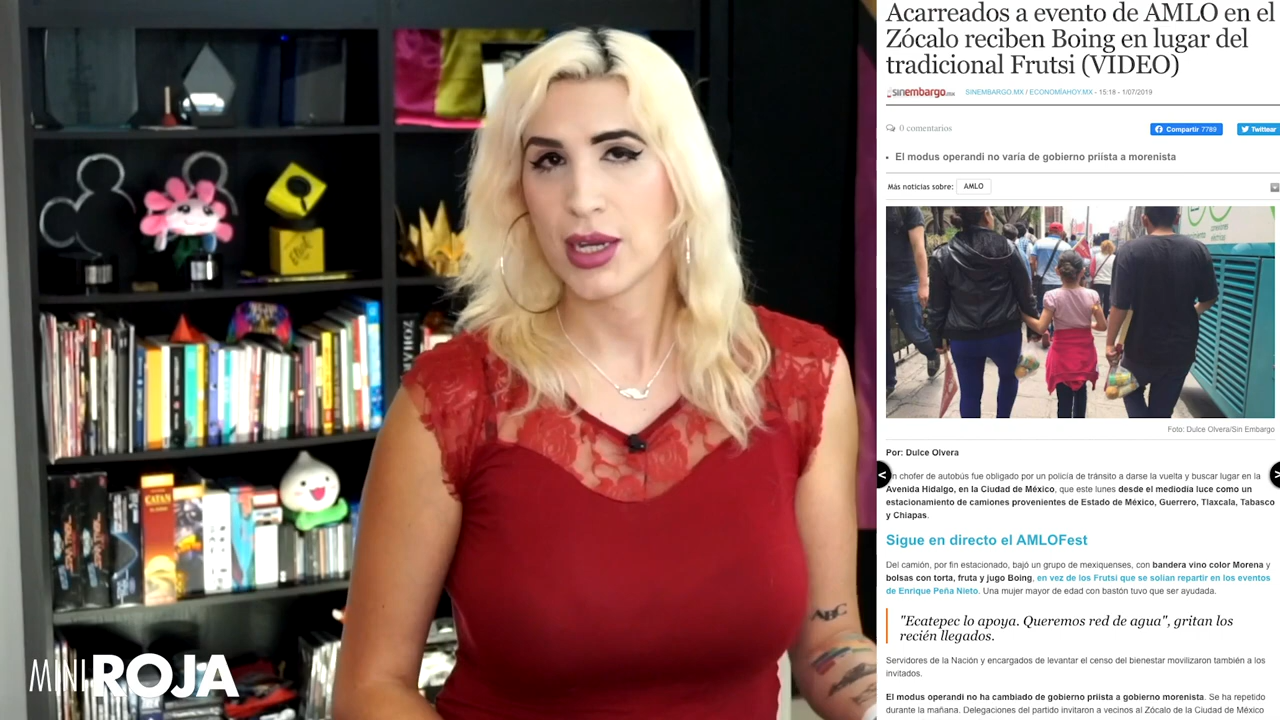 Acarreados a evento de AMLO en el
Zócalo reciben Boing en lugar del
tradicional Frutsi (VIDEO)
sinembargo.mx
SINEMBARGO.MX / ECONOMÍAHOY.MX - 15:18 - 1/07/2019
0 comentarios
Compartir 7789
Twittear
El modus operandi no varía de gobierno priísta a morenista
Más noticias sobre:
AMLO
Foto: Dulce Olvera/Sin Embargo
Por: Dulce Olvera
n chofer de autobús fue obligado por un policía de tránsito a darse la vuelta y buscar lugar en la
Avenida Hidalgo, en la Ciudad de México, que este lunes desde el mediodía luce como un
estacionamiento de camiones provenientes de Estado de México, Guerrero, Tlaxcala, Tabasco
y Chiapas.
Sigue en directo el AMLOFest
Del camión, por fin estacionado, bajó un grupo de mexiquenses, con bandera vino color Morena y
bolsas con torta, fruta y jugo Boing, en vez de los Frutsi que se solían repartir en los eventos
de Enrique Peña Nieto. Una mujer mayor de edad con bastón tuvo que ser ayudada.
"Ecatepec lo apoya. Queremos red de agua", gritan los
recién llegados.
Servidores de la Nación y encargados de levantar el censo del bienestar movilizaron también a los
invitados.
El modus operandi no ha cambiado de gobierno priísta a gobierno morenista. Se ha repetido
durante la mañana. Delegaciones del partido invitaron a vecinos al Zócalo de la Ciudad de México
ZOHAR
CATAN
ABC
MINI ROJA